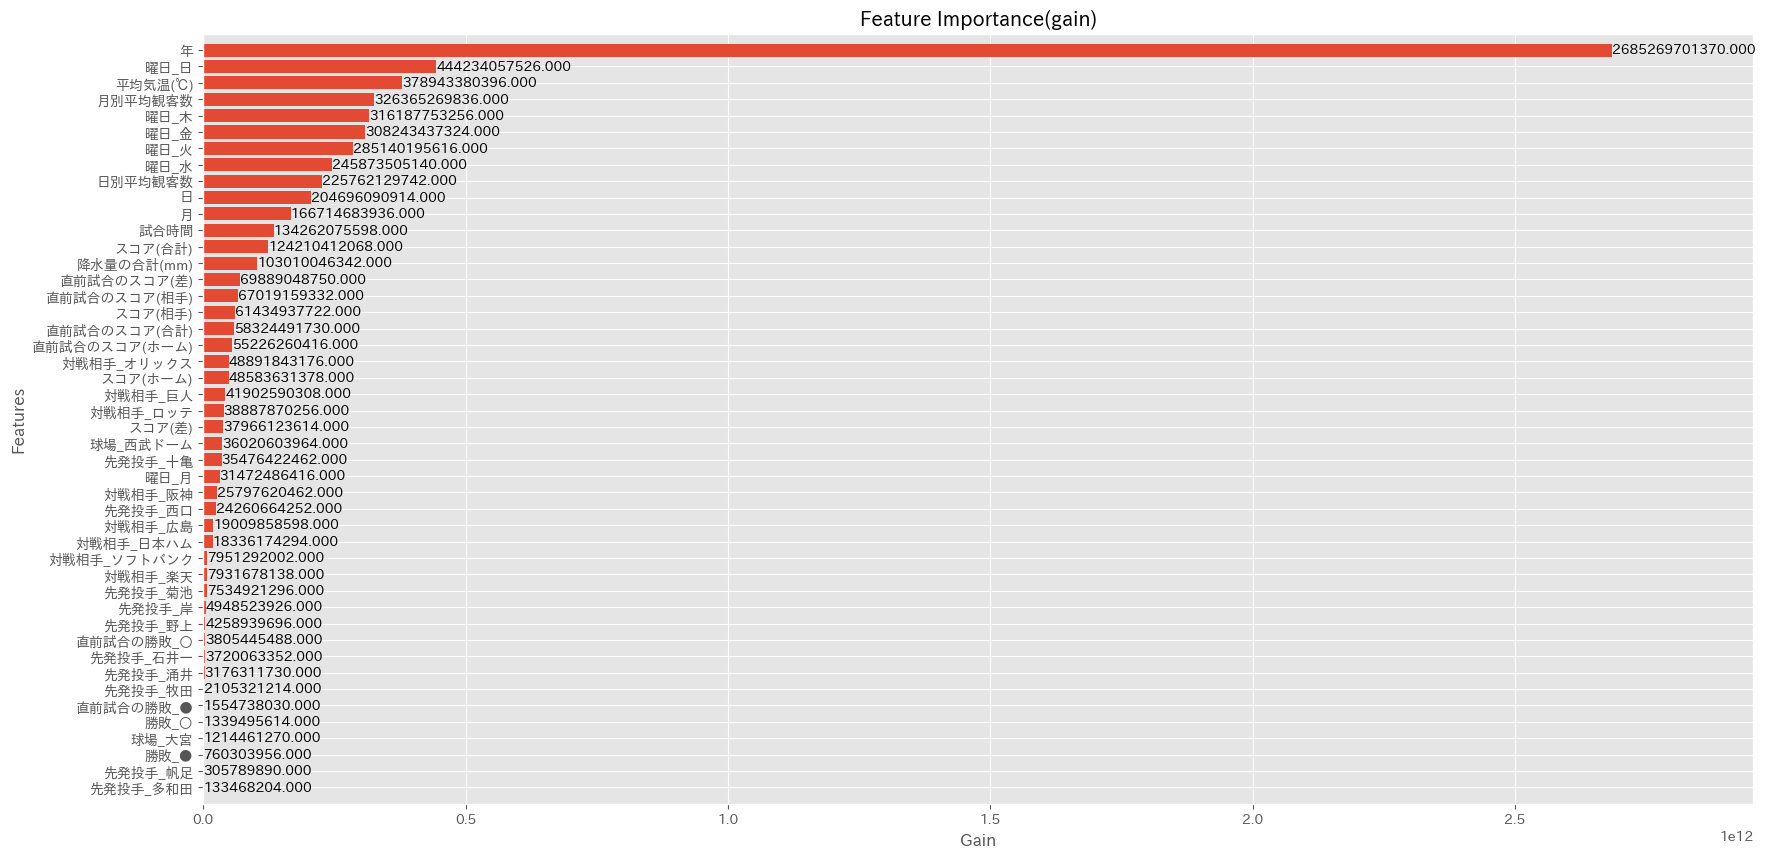 Feature Importance(gain)
年 2685269701370.000
曜日_日 444234057526.000
平均気温(℃) 378943380396.000
月別平均観客数 326365269836.000
曜日_木 316187753256.000
曜日_金 308243437324.000
曜日_火 285140195616.000
曜日_水 245873505140.000
日別平均観客数 225762129742.000
日 204696090914.000
月 166714683936.000
試合時間 134262075598.000
スコア(合計) 124210412068.000
降水量の合計(mm) 103010046342.000
直前試合のスコア(差) 69889048750.000
直前試合のスコア(相手) 67019159332.000
スコア(相手) 61434937722.000
直前試合のスコア(合計) 58324491730.000
直前試合のスコア(ホーム) 55226260416.000
対戦相手_オリックス 48891843176.000
スコア(ホーム) 48583631378.000
対戦相手_巨人 41902590308.000
対戦相手_ロッテ 38887870256.000
スコア(差) 37966123614.000
球場_西武ドーム 36020603964.000
先発投手_十亀 35476422462.000
曜日_月 31472486416.000
対戦相手_阪神 25797620462.000
先発投手_西口 24260664252.000
対戦相手_広島 19009858598.000
対戦相手_日本ハム 18336174294.000
対戦相手_ソフトバンク 7951292002.000
対戦相手_楽天 7931678138.000
先発投手_菊池 7534921296.000
先発投手_岸 4948523926.000
先発投手_野上 4258939696.000
直前試合の勝敗_○ 3805445488.000
先発投手_石井一 3720063352.000
先発投手_涌井 3176311730.000
先発投手_牧田 2105321214.000
直前試合の勝敗_● 1554738030.000
勝敗_○ 1339495614.000
球場_大宮 1214461270.000
勝敗_● 760303956.000
先発投手_帆足 305789890.000
先発投手_多和田 133468204.000
Features
0.0 0.5 1.0 1.5 2.0 2.5
1e12
Gain